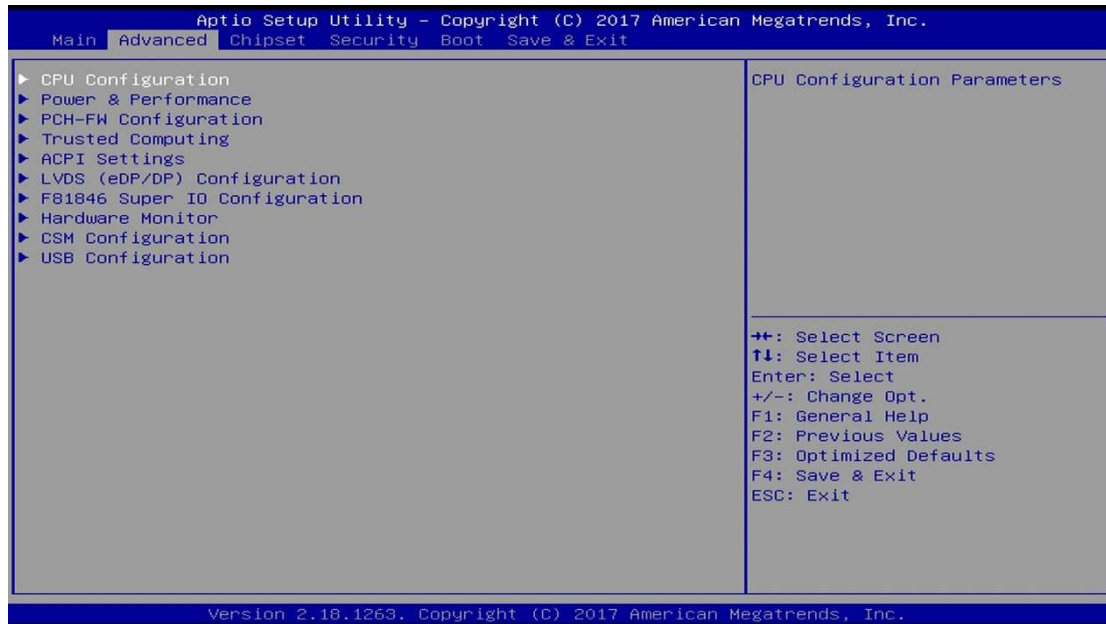 Aptio Setup Utility – Copyright (C) 2017 American Megatrends, Inc.
Main Advanced Chipset Security Boot Save & Exit
► CPU Configuration
► Power & Performance
► PCH-FW Configuration
► Trusted Computing
► ACPI Settings
► LVDS (eDP/DP) Configuration
► F81846 Super IO Configuration
► Hardware Monitor
► CSM Configuration
► USB Configuration
CPU Configuration Parameters
→←: Select Screen
↑↓: Select Item
Enter: Select
+/-: Change Opt.
F1: General Help
F2: Previous Values
F3: Optimized Defaults
F4: Save & Exit
ESC: Exit
Version 2.18.1263. Copyright (C) 2017 American Megatrends, Inc.